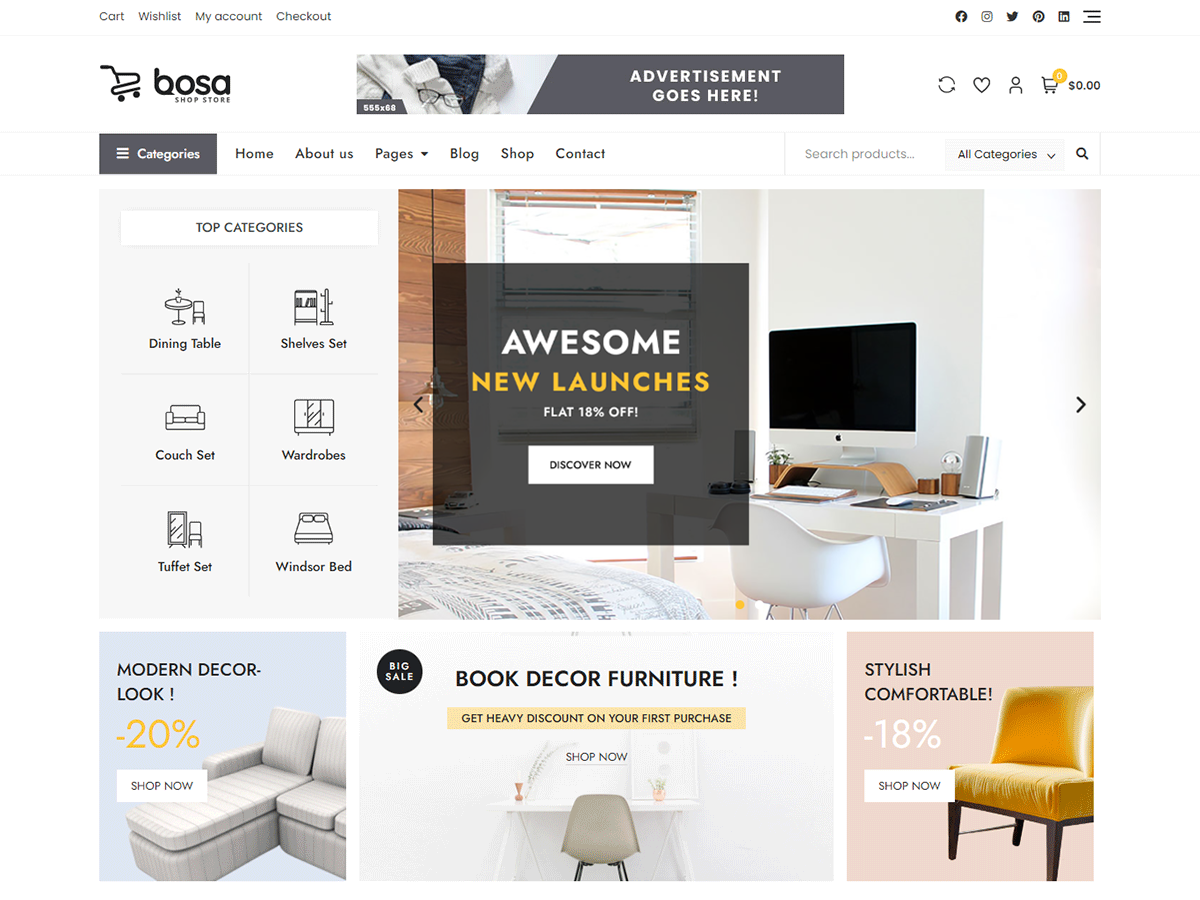 Cart Wishlist My account Checkout
bosa
SHOP STORE
ADVERTISEMENT
GOES HERE!
555x68
0
$0.00
Categories Home About us Pages Blog Shop Contact
Search products... All Categories
TOP CATEGORIES
Dining Table Shelves Set
Couch Set Wardrobes
Tuffet Set Windsor Bed
AWESOME
NEW LAUNCHES
FLAT 18% OFF!
DISCOVER NOW
MODERN DECOR-
LOOK !
-20%
SHOP NOW
BIG
SALE
BOOK DECOR FURNITURE !
GET HEAVY DISCOUNT ON YOUR FIRST PURCHASE
SHOP NOW
STYLISH
COMFORTABLE!
-18%
SHOP NOW